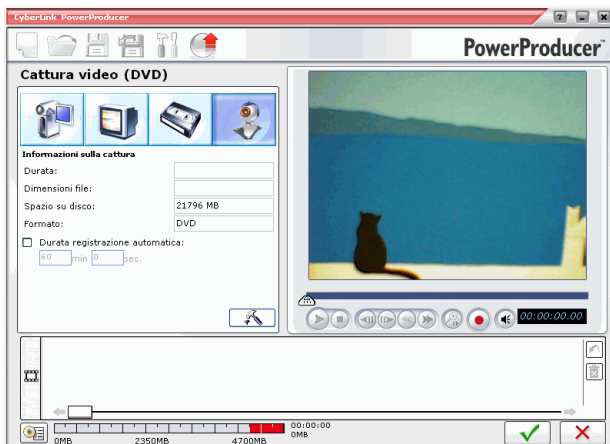 CyberLink PowerProducer
PowerProducer™
Cattura video (DVD)
Informazioni sulla cattura
Durata:
Dimensioni file:
Spazio su disco: 21796 MB
Formato: DVD
Durata registrazione automatica:
60 min 0 sec.
00:00:00.00
00:00:00
0MB
0MB 2350MB 4700MB